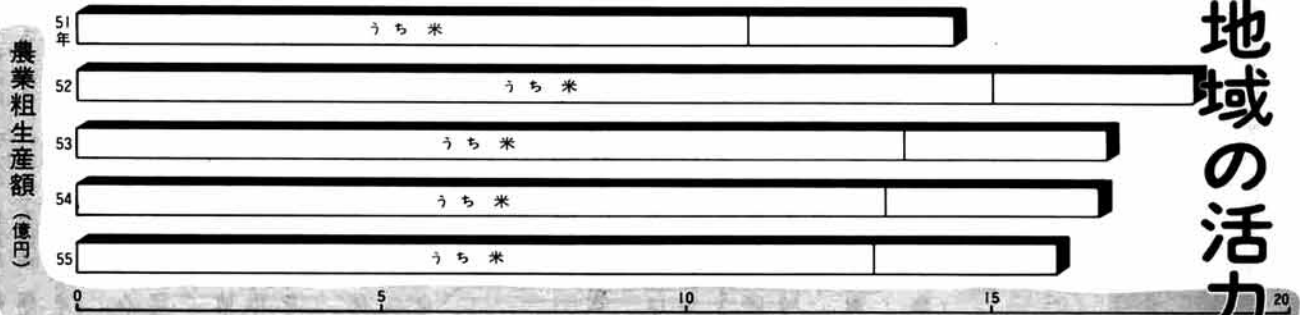 地域の活力
農業粗生産額（億円）
51年 うち米
52 うち米
53 うち米
54 うち米
55 うち米
0 5 10 15 20